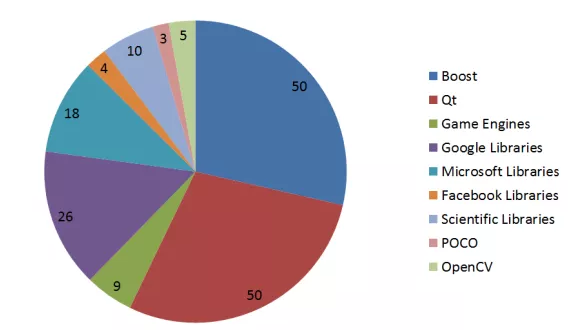 50
50
9
26
18
4
10
3
5
Boost
Qt
Game Engines
Google Libraries
Microsoft Libraries
Facebook Libraries
Scientific Libraries
POCO
OpenCV